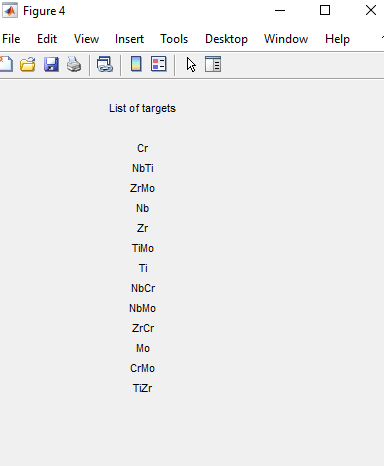 Figure 4
File Edit View Insert Tools Desktop Window Help
List of targets
Cr
NbTi
ZrMo
Nb
Zr
TiMo
Ti
NbCr
NbMo
ZrCr
Mo
CrMo
TiZr